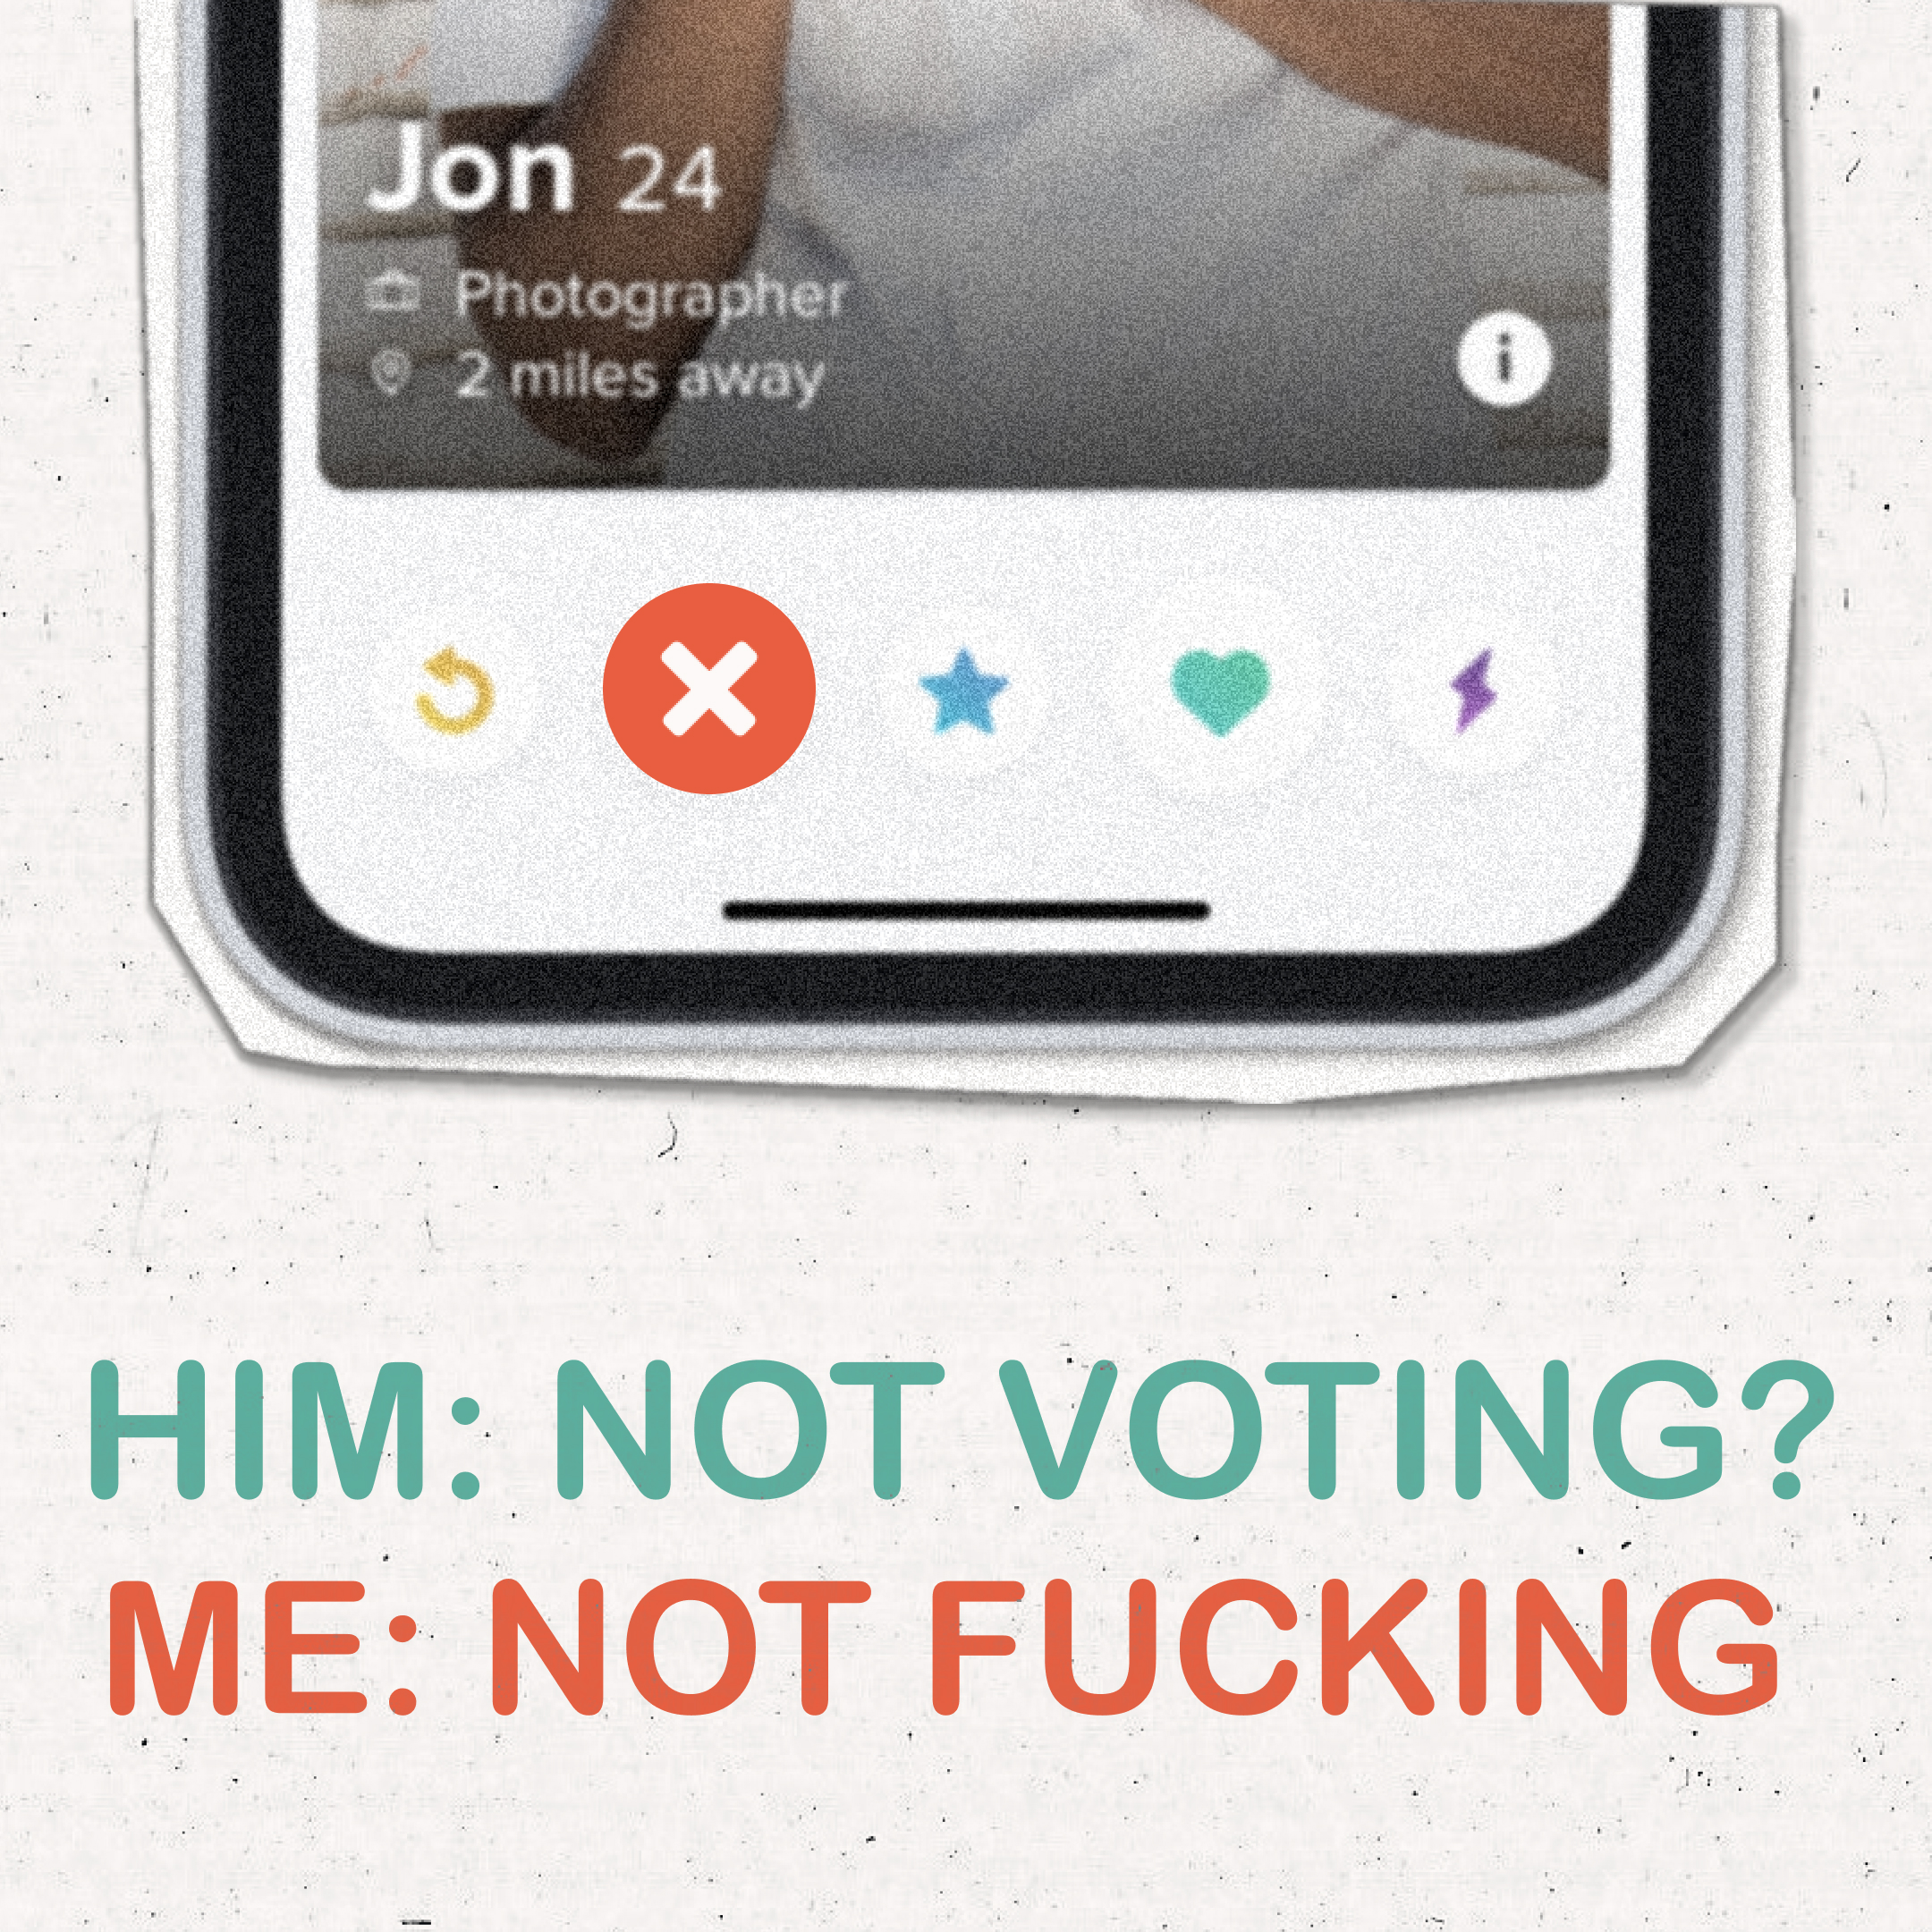 Jon 24
Photographer
2 miles away
HIM: NOT VOTING?
ME: NOT FUCKING